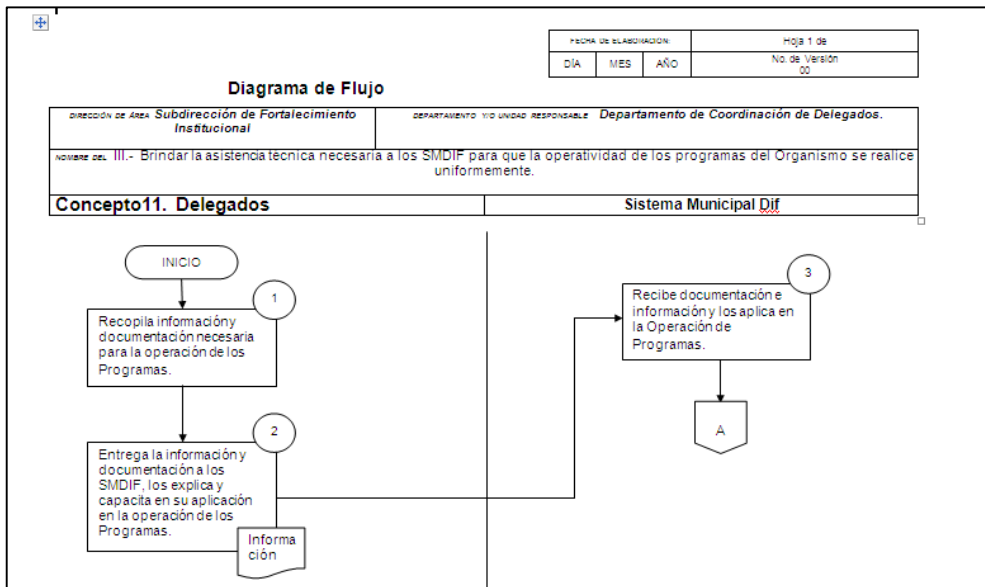 FECHA DE ELABORACIÓN:
Hoja 1 de
DÍA MES AÑO
No. de Versión
00
Diagrama de Flujo
DIRECCIÓN DE ÁREA Subdirección de Fortalecimiento
Institucional
DEPARTAMENTO Y/O UNIDAD RESPONSABLE Departamento de Coordinación de Delegados.
NOMBRE DEL III.- Brindar la asistencia técnica necesaria a los SMDIF para que la operatividad de los programas del Organismo se realice
uniformemente.
Concepto11. Delegados
Sistema Municipal Dif
INICIO
1
Recopila información y
documentación necesaria
para la operación de los
Programas.
2
Entrega la información y
documentación a los
SMDIF, los explica y
capacita en su aplicación
en la operación de los
Programas.
Informa
ción
3
Recibe documentación e
información y los aplica en
la Operación de
Programas.
A